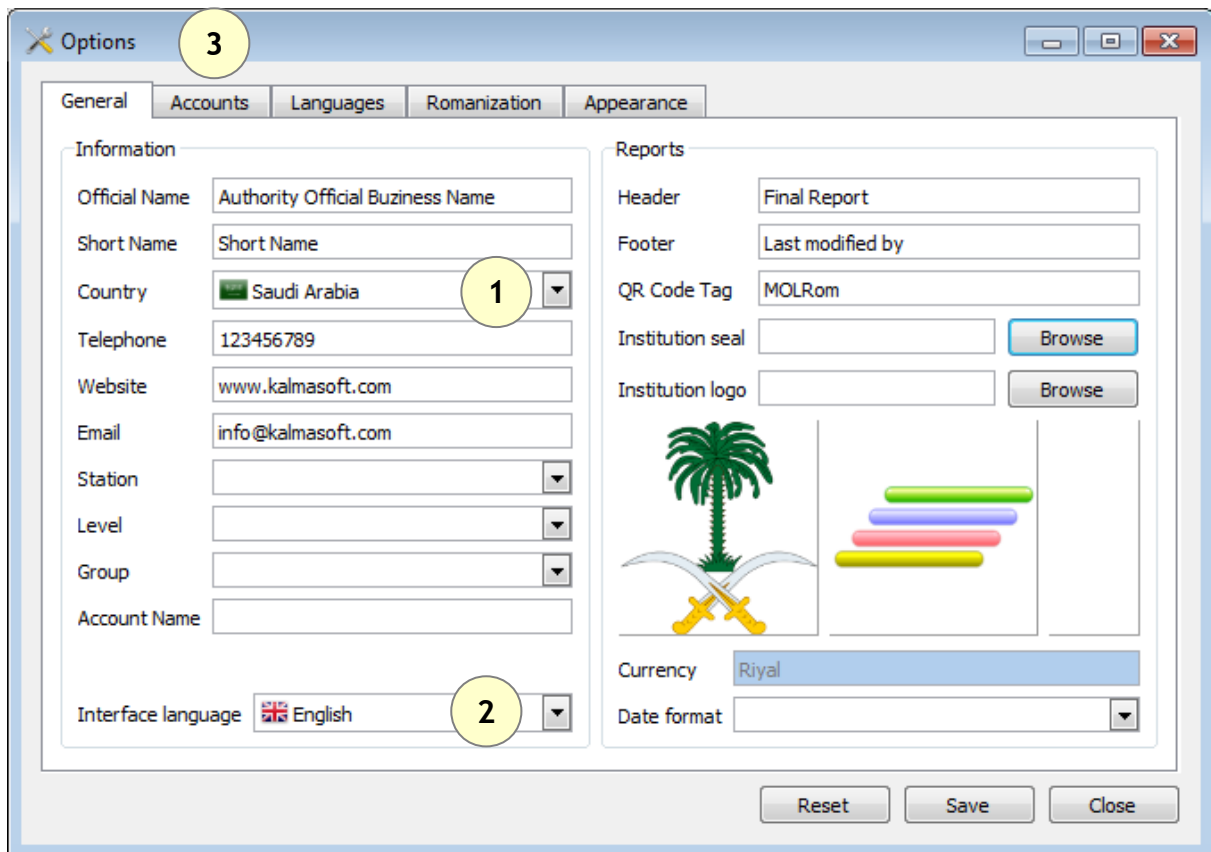 Options
3
General
Accounts
Languages
Romanization
Appearance
Information
Official Name
Authority Official Buziness Name
Short Name
Short Name
Country
Saudi Arabia
1
Telephone
123456789
Website
www.kalmasoft.com
Email
info@kalmasoft.com
Station
Level
Group
Account Name
Interface language
English
2
Reports
Header
Final Report
Footer
Last modified by
QR Code Tag
MOLRom
Institution seal
Browse
Institution logo
Browse
Currency
Riyal
Date format
Reset
Save
Close